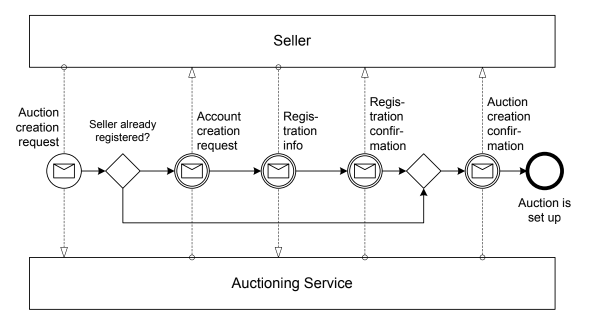 Seller
Auction
creation
request
Seller already
registered?
Account
creation
request
Regis-
tration
info
Regis-
tration
confir-
mation
Auction
creation
confir-
mation
Auction is
set up
Auctioning Service